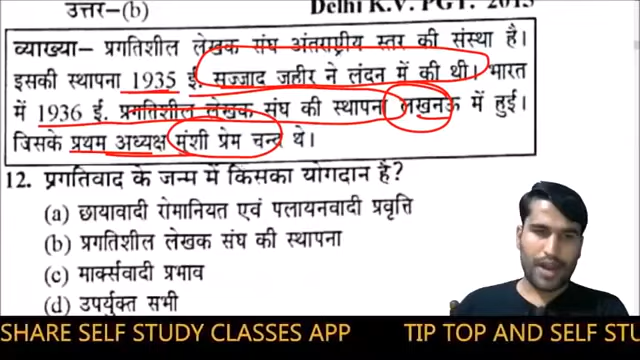 उत्तर-(b) Delhi K.V. PGT. 2015
व्याख्या– प्रगतिशील लेखक संघ अंतराष्ट्रीय स्तर की संस्था है।
इसकी स्थापना 1935 ई. सज्जाद जहीर ने लंदन में की थी। भारत
में 1936 ई. प्रगतिशील लेखक संघ की स्थापना लखनऊ में हुई।
जिसके प्रथम अध्यक्ष मुंशी प्रेम चन्द थे।
12. प्रगतिवाद के जन्म में किसका योगदान है?
(a) छायावादी रोमानियत एवं पलायनवादी प्रवृत्ति
(b) प्रगतिशील लेखक संघ की स्थापना
(c) मार्क्सवादी प्रभाव
(d) उपर्युक्त सभी
SHARE SELF STUDY CLASSES APP TIP TOP AND SELF STU